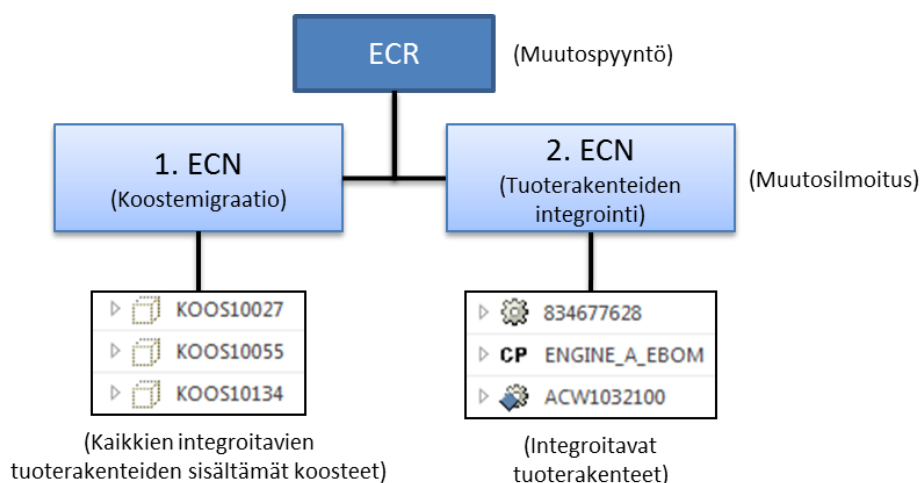 ECR
(Muutospyyntö)
1. ECN
(Koostemigraatio)
2. ECN
(Tuoterakenteiden
integrointi)
(Muutosilmoitus)
KOOS10027
KOOS10055
KOOS10134
834677628
CP ENGINE_A_EBOM
ACW1032100
(Kaikkien integroitavien
tuoterakenteiden sisältämät koosteet)
(Integroitavat
tuoterakenteet)